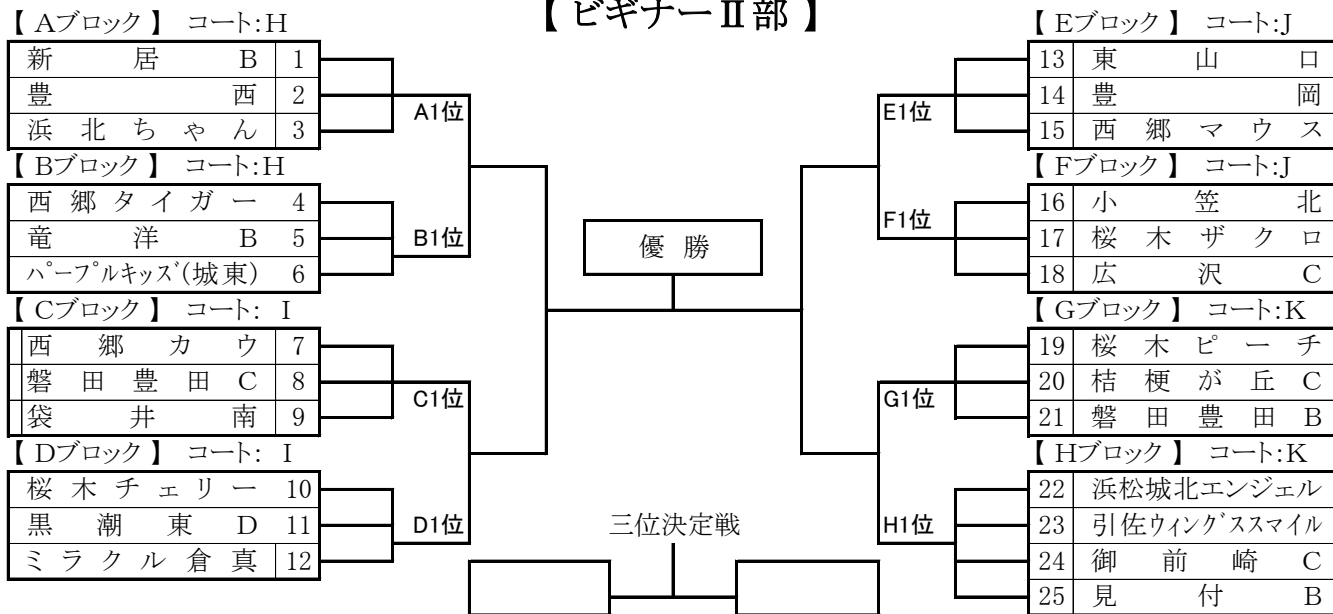 【 ビギナーⅡ部 】
【 Aブロック 】 コート:H
新居B 1
豊西 2
浜北ちゃん 3
A1位
【 Bブロック 】 コート:H
西郷タイガー 4
竜洋B 5
パープルキッズ(城東) 6
B1位
【 Cブロック 】 コート: I
西郷カウ 7
磐田豊田C 8
袋井南 9
C1位
【 Dブロック 】 コート: I
桜木チェリー 10
黒潮東D 11
ミラクル倉真 12
D1位
優 勝
三位決定戦
【 Eブロック 】 コート:J
13 東山口
14 豊岡
15 西郷マウス
E1位
【 Fブロック 】 コート:J
16 小笠北
17 桜木ザクロ
18 広沢C
F1位
【 Gブロック 】 コート:K
19 桜木ピーチ
20 桔梗が丘C
21 磐田豊田B
G1位
【 Hブロック 】 コート:K
22 浜松城北エンジェル
23 引佐ウィングススマイル
24 御前崎C
25 見付B
H1位